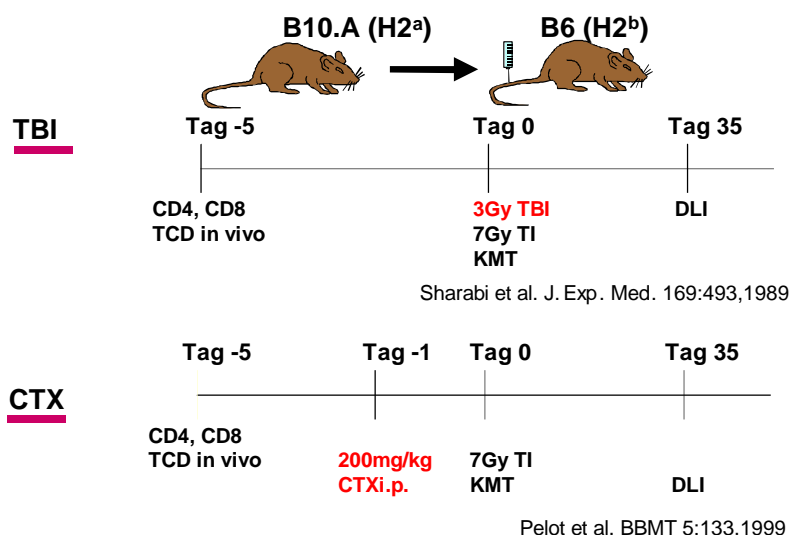 B10.A (H2ᵃ) B6 (H2ᵇ)
TBI
Tag -5 Tag 0 Tag 35
CD4, CD8 3Gy TBI DLI
TCD in vivo 7Gy TI
KMT
Sharabi et al. J. Exp. Med. 169:493,1989
Tag -5 Tag -1 Tag 0 Tag 35
CTX
CD4, CD8
TCD in vivo 200mg/kg 7Gy TI
CTXi.p. KMT DLI
Pelot et al. BBMT 5:133,1999